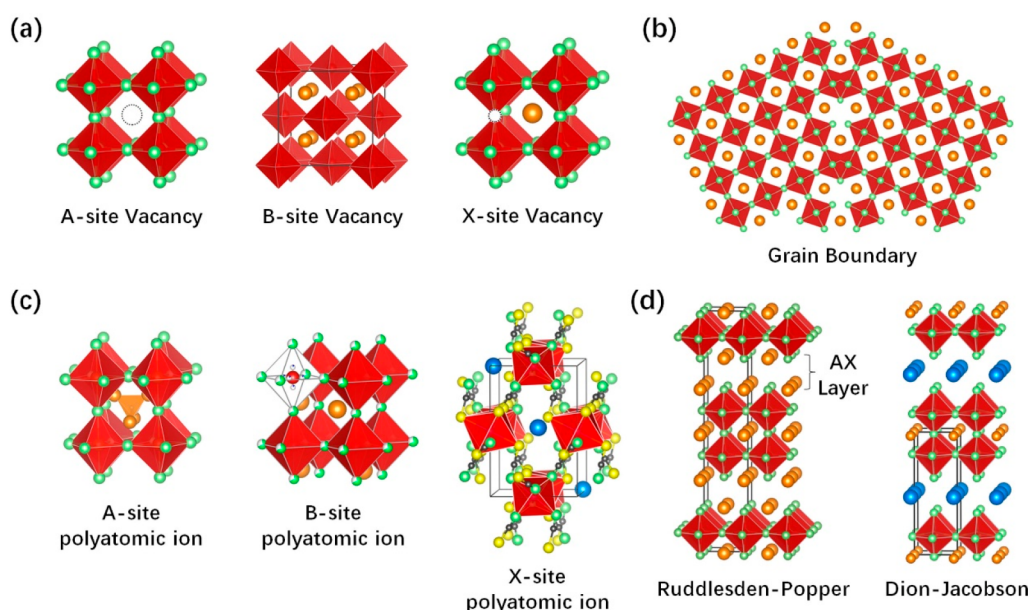 (a)
A-site Vacancy
B-site Vacancy
X-site Vacancy
(b)
Grain Boundary
(c)
A-site
polyatomic ion
B-site
polyatomic ion
X-site
polyatomic ion
(d)
AX
Layer
Ruddlesden-Popper
Dion-Jacobson